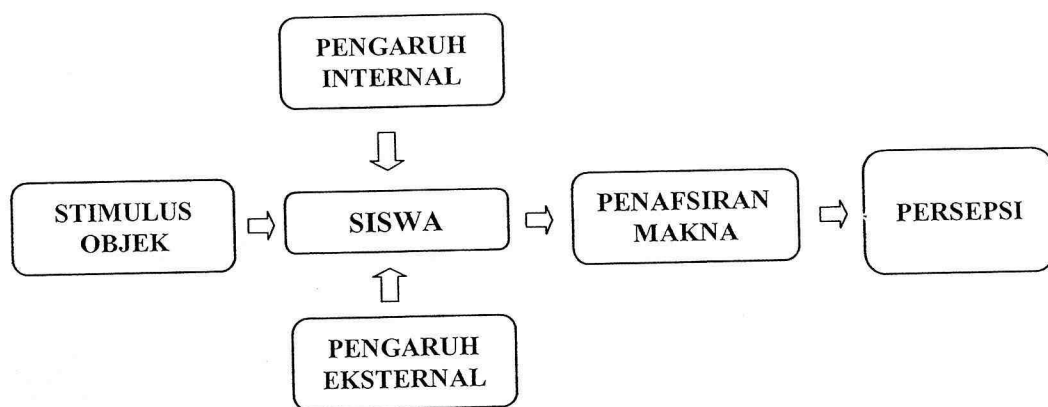 PENGARUH
INTERNAL
STIMULUS
OBJEK
SISWA
PENAFSIRAN
MAKNA
PERSEPSI
PENGARUH
EKSTERNAL